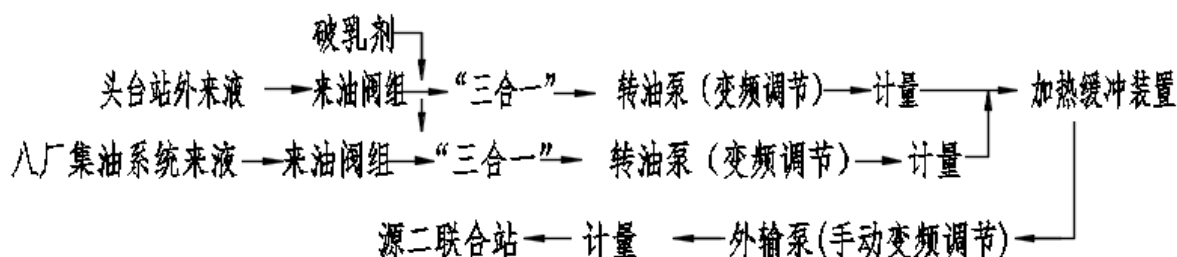 破乳剂
头台站外来液 来油阀组 “三合一” 转油泵（变频调节） 计量 加热缓冲装置
八厂集油系统来液 来油阀组 “三合一” 转油泵（变频调节） 计量
源二联合站 计量 外输泵(手动变频调节)